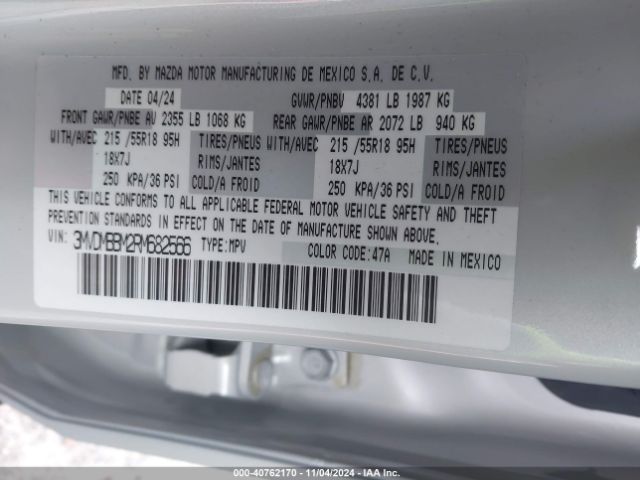 MFD. BY MAZDA MOTOR MANUFACTURING DE MEXICO S.A. DE C.V.
DATE 04/24 GVWR/PNBV 4381 LB 1987 KG
FRONT GAWR/PNBE AV 2355 LB 1068 KG REAR GAWR/PNBE AR 2072 LB 940 KG
WITH/AVEC 215 /55R18 95H TIRES/PNEUS WITH/AVEC 215 /55R18 95H TIRES/PNEUS
18X7J RIMS/JANTES 18X7J RIMS/JANTES
250 KPA/36 PSI COLD/A FROID 250 KPA/36 PSI COLD/A FROID
THIS VEHICLE CONFORMS TO ALL APPLICABLE FEDERAL MOTOR VEHICLE SAFETY AND THEFT
PREVENTION STANDARDS IN EFFECT ON THE DATE OF MANUFACTURE SHOWN ABOVE.
VIN: 3MVDMBBM2RM682566 TYPE:MPV COLOR CODE:47A MADE IN MEXICO
000-40762170 - 11/04/2024 - IAA Inc.